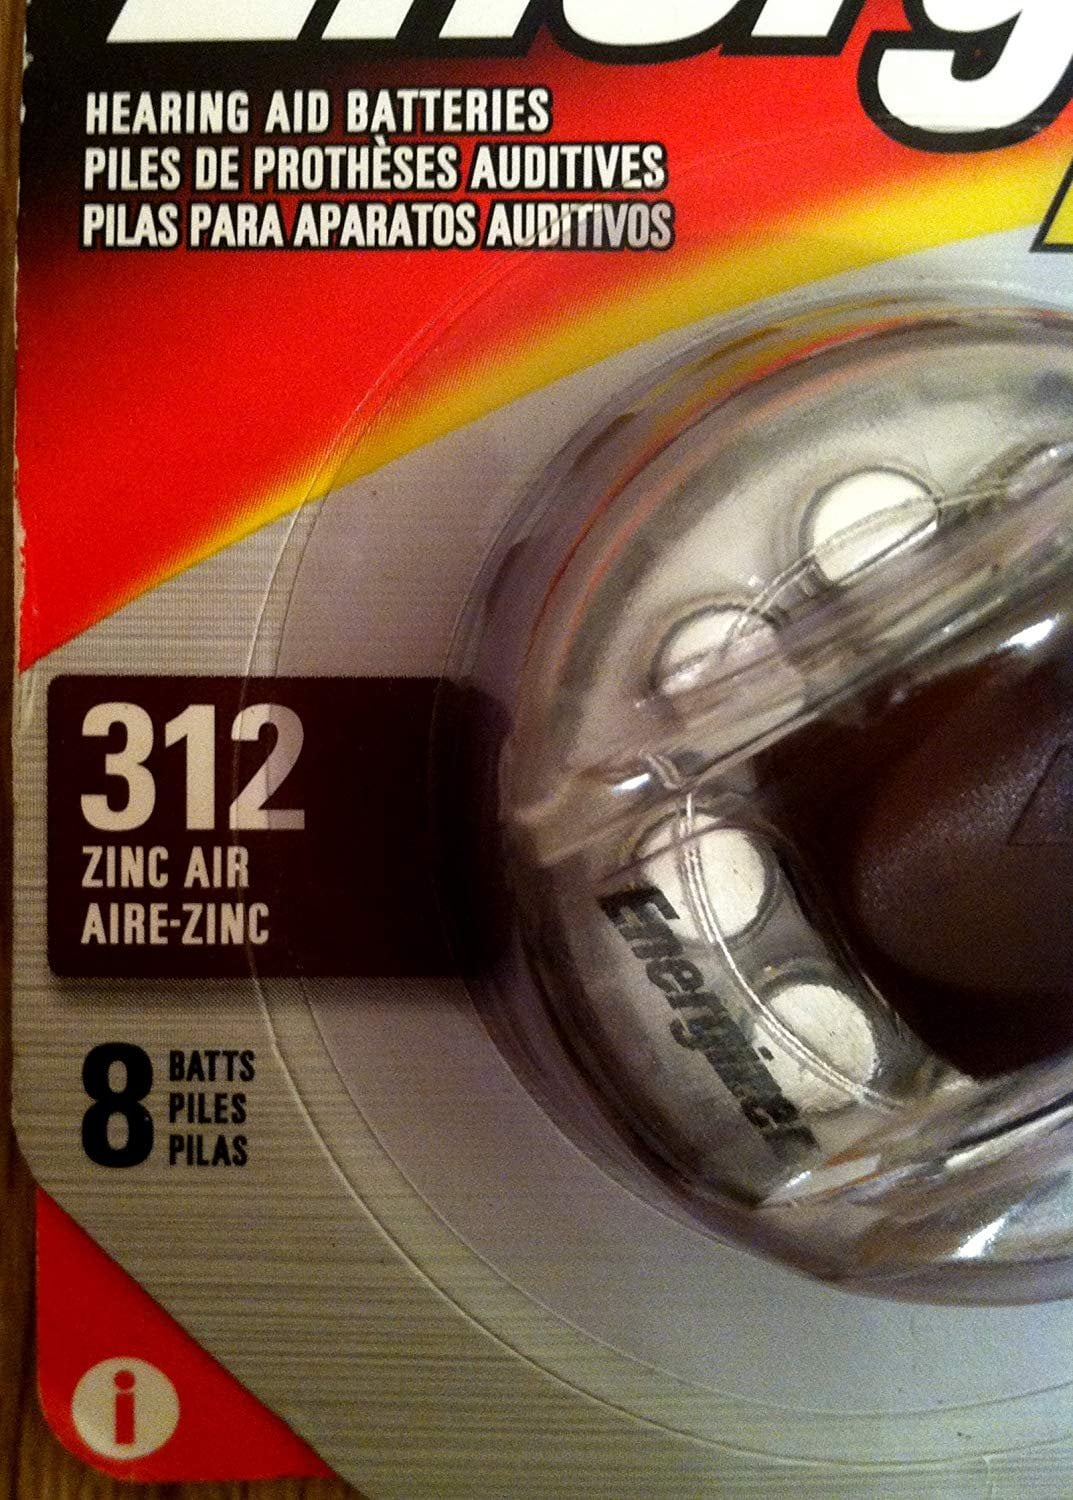 Energ
HEARING AID BATTERIES
PILES DE PROTHÈSES AUDITIVES
PILAS PARA APARATOS AUDITIVOS
312
ZINC AIR
AIRE-ZINC
Energizer
8 BATTS
PILES
PILAS
i